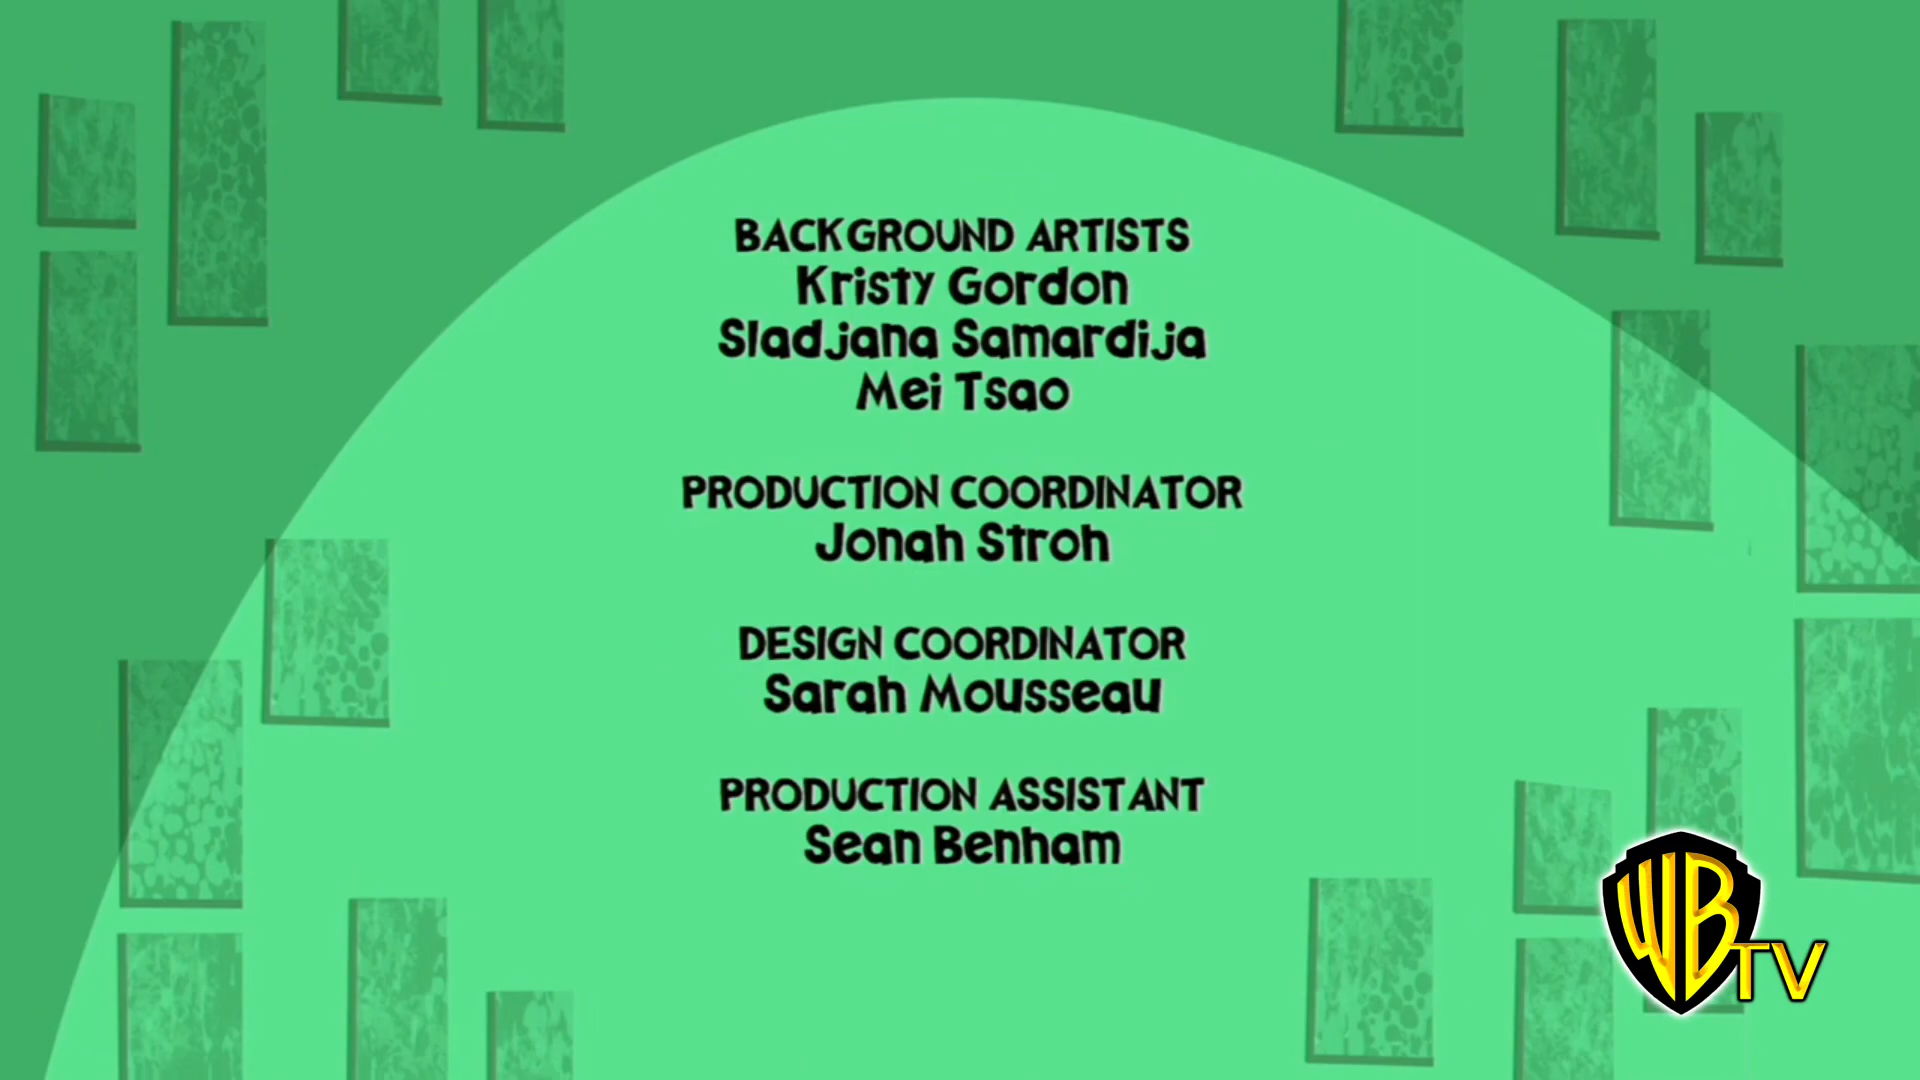 BACKGROUND ARTISTS
Kristy Gordon
Sladjana Samardija
Mei Tsao
PRODUCTION COORDINATOR
Jonah Stroh
DESIGN COORDINATOR
Sarah Mousseau
PRODUCTION ASSISTANT
Sean Benham
WB TV